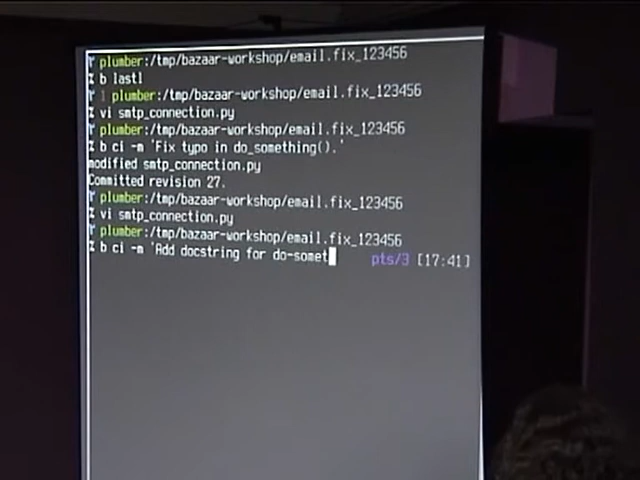 plumber:/tmp/bazaar-workshop/email.fix_123456
% b lastl
1 plumber:/tmp/bazaar-workshop/email.fix_123456
% vi smtp_connection.py
plumber:/tmp/bazaar-workshop/email.fix_123456
% b ci -m 'Fix typo in do_something().'
modified smtp_connection.py
Committed revision 27.
plumber:/tmp/bazaar-workshop/email.fix_123456
% vi smtp_connection.py
plumber:/tmp/bazaar-workshop/email.fix_123456
% b ci -m 'Add docstring for do-somet pts/3 [17:41]